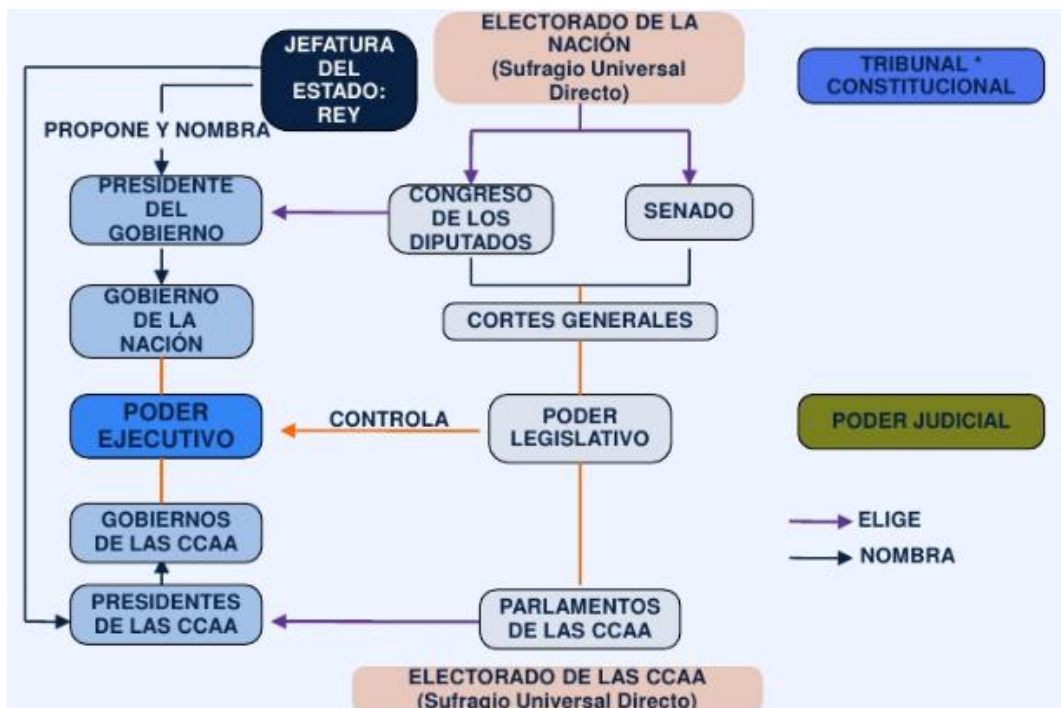 ELECTORADO DE LA
NACIÓN
(Sufragio Universal
Directo)
JEFATURA
DEL
ESTADO:
REY
TRIBUNAL *
CONSTITUCIONAL
PROPONE Y NOMBRA
PRESIDENTE
DEL
GOBIERNO
CONGRESO
DE LOS
DIPUTADOS
SENADO
GOBIERNO
DE LA
NACIÓN
CORTES GENERALES
PODER
EJECUTIVO
CONTROLA
PODER
LEGISLATIVO
PODER JUDICIAL
GOBIERNOS
DE LAS CCAA
ELIGE
NOMBRA
PRESIDENTES
DE LAS CCAA
PARLAMENTOS
DE LAS CCAA
ELECTORADO DE LAS CCAA
(Sufragio Universal Directo)